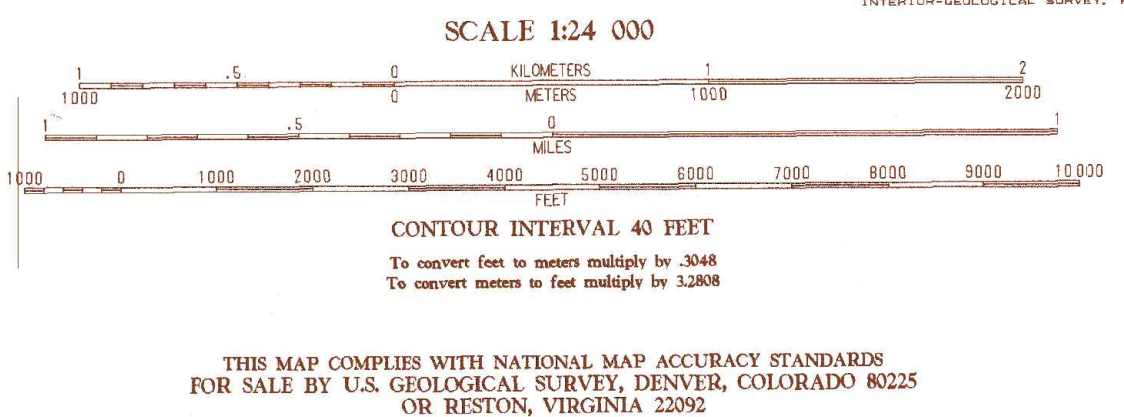 INTERIOR-GEOLOGICAL SURVEY,
SCALE 1:24 000
1 .5 0 KILOMETERS 1 2
1000 0 METERS 1000 2000
1 .5 0 1
MILES
1000 0 1000 2000 3000 4000 5000 6000 7000 8000 9000 10 000
FEET
CONTOUR INTERVAL 40 FEET
To convert feet to meters multiply by .3048
To convert meters to feet multiply by 3.2808
THIS MAP COMPLIES WITH NATIONAL MAP ACCURACY STANDARDS
FOR SALE BY U.S. GEOLOGICAL SURVEY, DENVER, COLORADO 80225
OR RESTON, VIRGINIA 22092